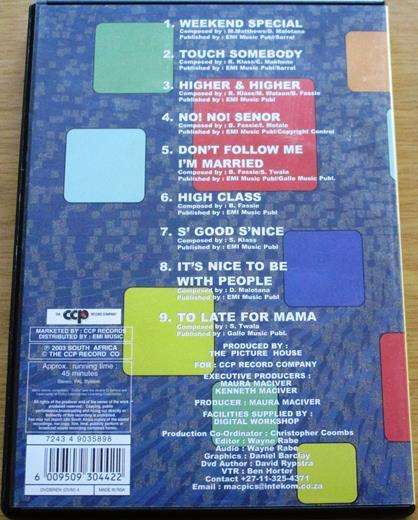 1. WEEKEND SPECIAL
Composed by : M.Matthews/S. Malotana
Published by : EMI Music Publ/Sarrai
2. TOUCH SOMEBODY
Composed by : R. Klass/C. Makhene
Published by : EMI Music Publ/Sarrai
3. HIGHER & HIGHER
Composed by : R. Klass/M. Watson/B. Fassie
Published by : EMI Music Publ
4. NO! NO! SENOR
Composed by : B. Fassie/I. Motale
Published by : EMI Music Publ/Copyright Control
5. DON'T FOLLOW ME
I'M MARRIED
Composed by : B. Fassie/S. Twala
Published by : EMI Music Publ/Gallo Music Publ.
6. HIGH CLASS
Composed by : B. Fassie
Published by : EMI Music Publ
7. S' GOOD S'NICE
Composed by : S. Klass
Published by : EMI Music Publ
8. IT'S NICE TO BE
WITH PEOPLE
Composed by : D. Malotana
Published by : EMI Music Publ
9. TO LATE FOR MAMA
Composed by : S. Twala
Published by : Gallo Music Publ.
THE ccp RECORD COMPANY
MARKETED BY : CCP RECORDS
DISTRIBUTED BY : EMI MUSIC
℗ 2003 SOUTH AFRICA
© THE CCP RECORD CO
Approx. running time :
45 minutes
Stereo. PAL System
PRODUCED BY :
THE PICTURE HOUSE
FOR : CCP RECORD COMPANY
EXECUTIVE PRODUCERS :
MAURA MACIVER
KENNETH MACIVER
PRODUCER : MAURA MACIVER
FACILITIES SUPPLIED BY :
DIGITAL WORKSHOP
Production Co-Ordinator : Christopher Coombs
Editor : Wayne Rabe
Audio : Wayne Rabe
Graphics : Daniel Barclay
Dvd Author : David Rypstra
VTR : Ben Horter
Contact +27-11-325-4371
Email : macpics@intekom.co.za
7243 4 9035898
6 009509 304422
MADE IN RSA